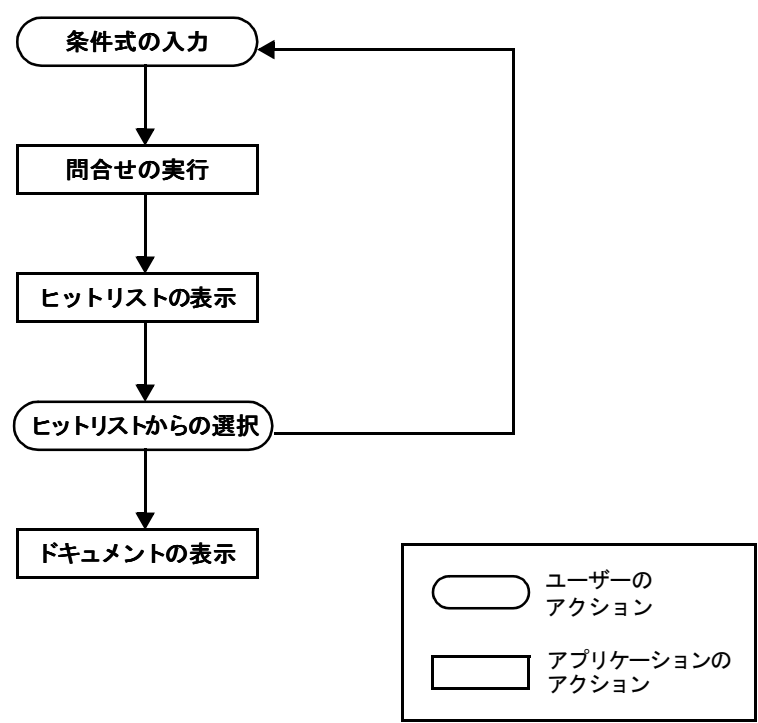 条件式の入力
問合せの実行
ヒットリストの表示
ヒットリストからの選択
ドキュメントの表示
ユーザーの
アクション
アプリケーションの
アクション